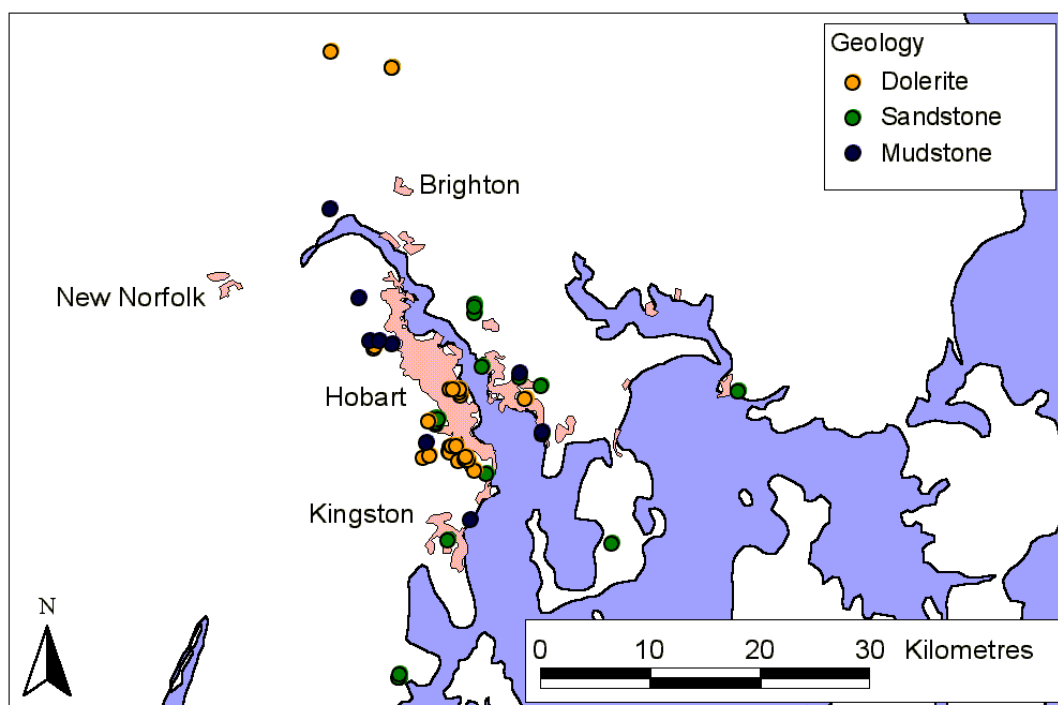 Geology
Dolerite
Sandstone
Mudstone
Brighton
New Norfolk
Hobart
Kingston
N
0 10 20 30 Kilometres